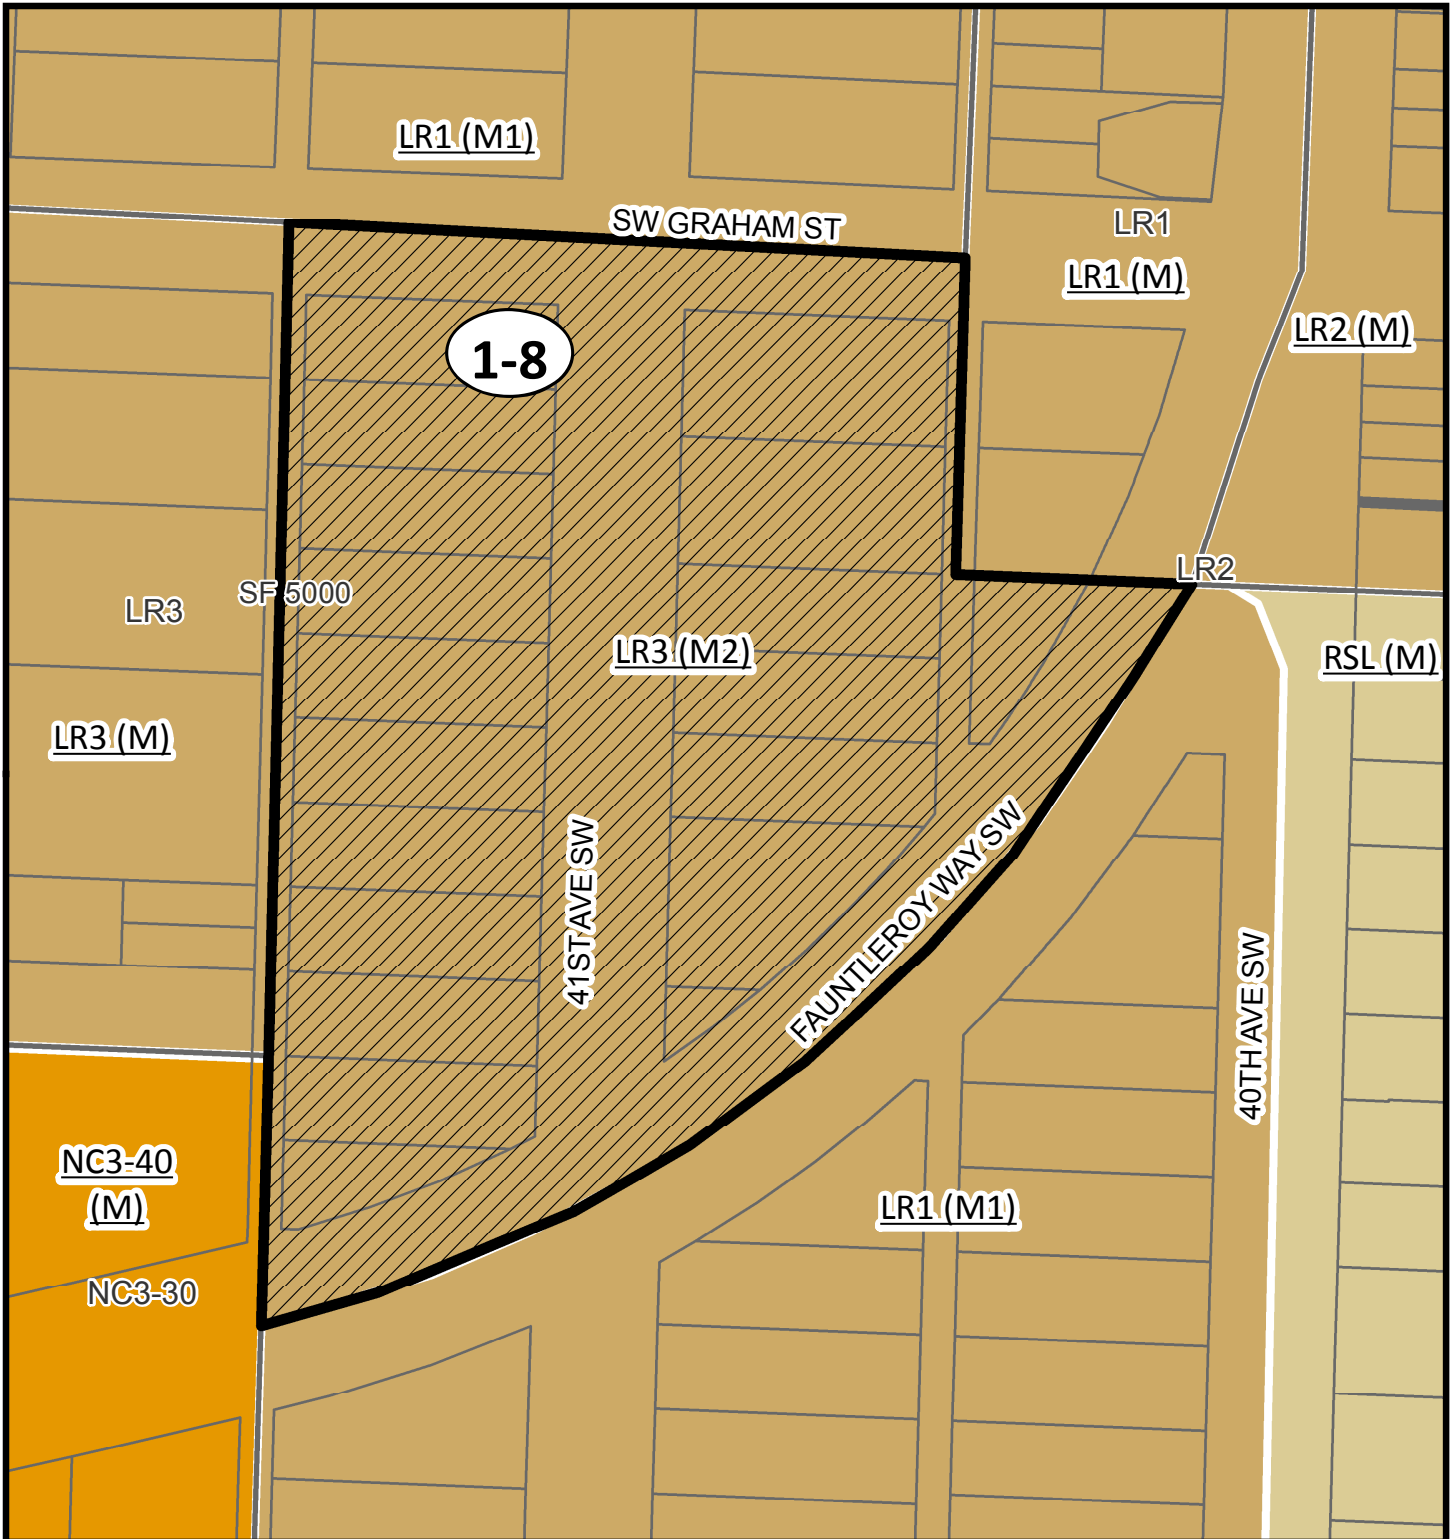 LR1 (M1)
SW GRAHAM ST
LR1
LR1 (M)
LR2 (M)
1-8
LR2
SF 5000
LR3
LR3 (M2)
RSL (M)
LR3 (M)
41ST AVE SW
FAUNTLEROY WAY SW
40TH AVE SW
NC3-40
(M)
LR1 (M1)
NC3-30